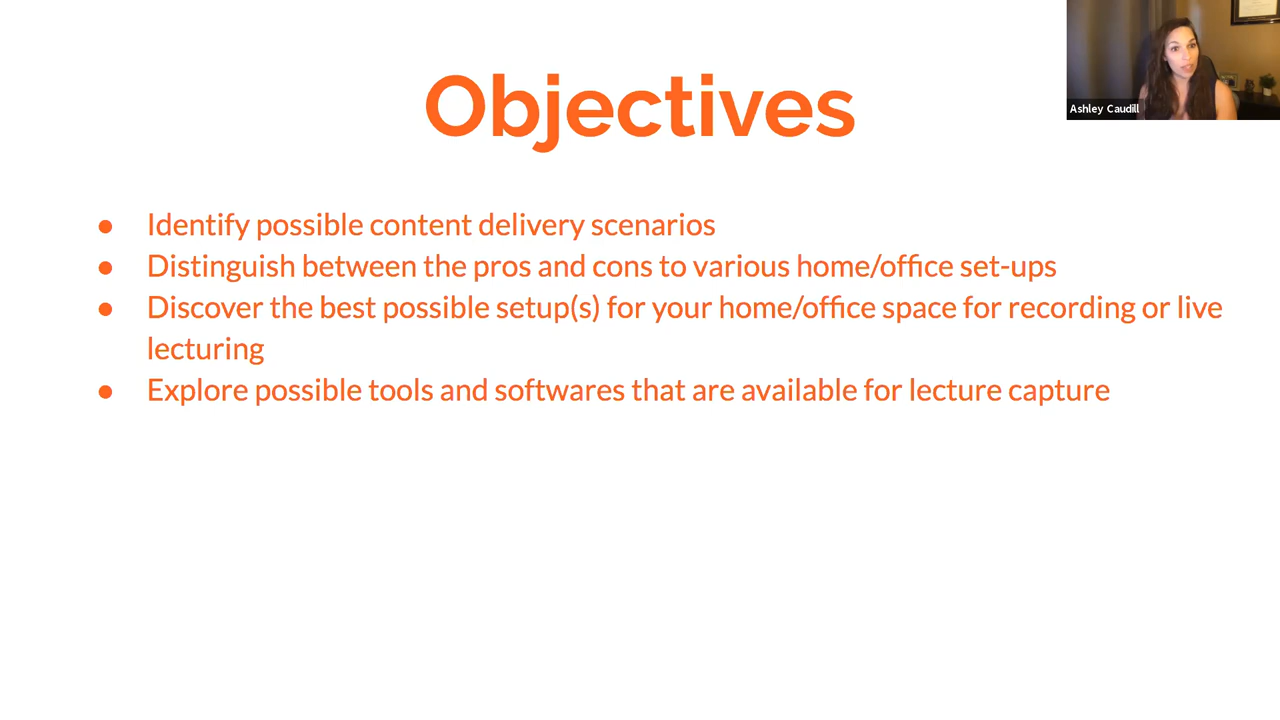 Objectives
Ashley Caudill
● Identify possible content delivery scenarios
● Distinguish between the pros and cons to various home/office set-ups
● Discover the best possible setup(s) for your home/office space for recording or live
lecturing
● Explore possible tools and softwares that are available for lecture capture